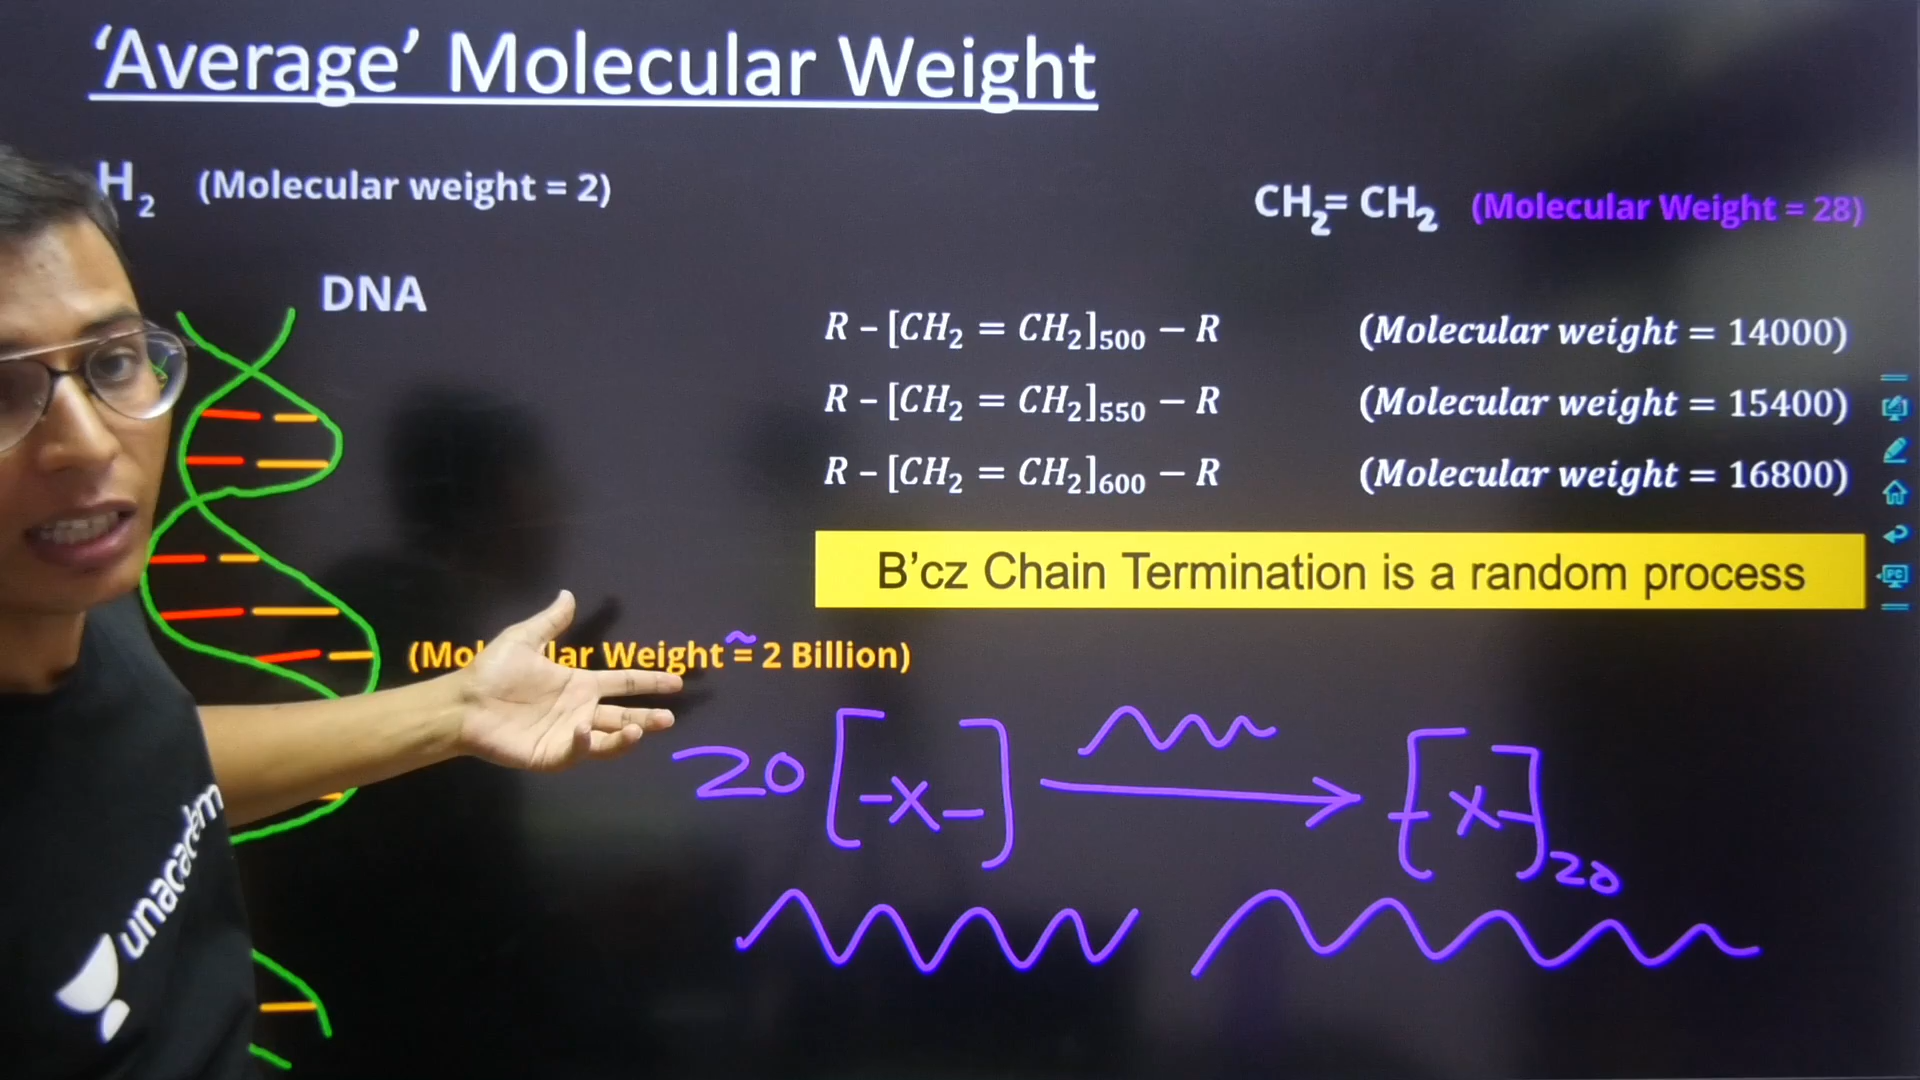 ‘Average’ Molecular Weight
H₂ (Molecular weight = 2)
CH₂= CH₂ (Molecular Weight = 28)
DNA
R – [CH₂ = CH₂]₅₀₀ – R (Molecular weight = 14000)
R – [CH₂ = CH₂]₅₅₀ – R (Molecular weight = 15400)
R – [CH₂ = CH₂]₆₀₀ – R (Molecular weight = 16800)
B’cz Chain Termination is a random process
Weight ≅ 2 Billion)
20 [-x-] → [-x-]₂₀
unacadem
PC